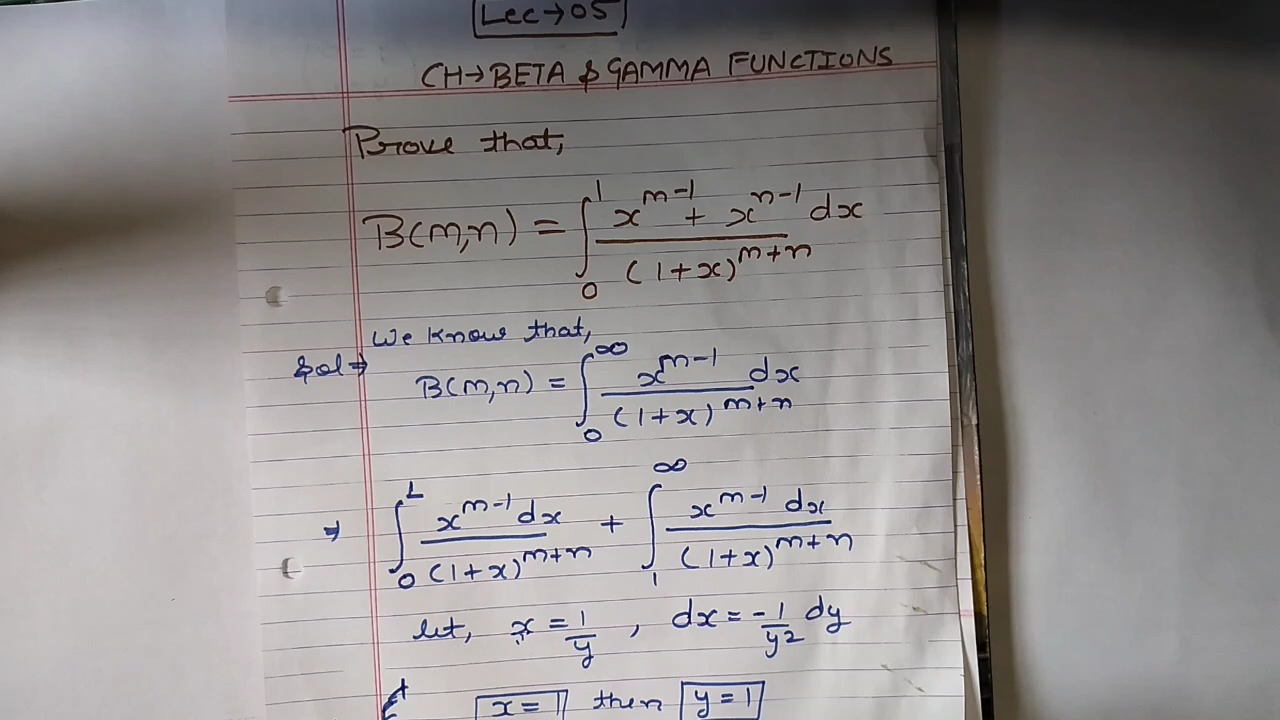 Lec → 05
CH → BETA & GAMMA FUNCTIONS
Prove that,
B(m,n) = ∫₀¹ (x^(m-1) + x^(n-1)) / (1+x)^(m+n) dx
We know that,
Sol ⇒ B(m,n) = ∫₀^∞ x^(m-1) / (1+x)^(m+n) dx
⇒ ∫₀¹ x^(m-1) dx / (1+x)^(m+n) + ∫₁^∞ x^(m-1) dx / (1+x)^(m+n)
let, x = 1/y , dx = -1/y² dy
x = 1 then y = 1